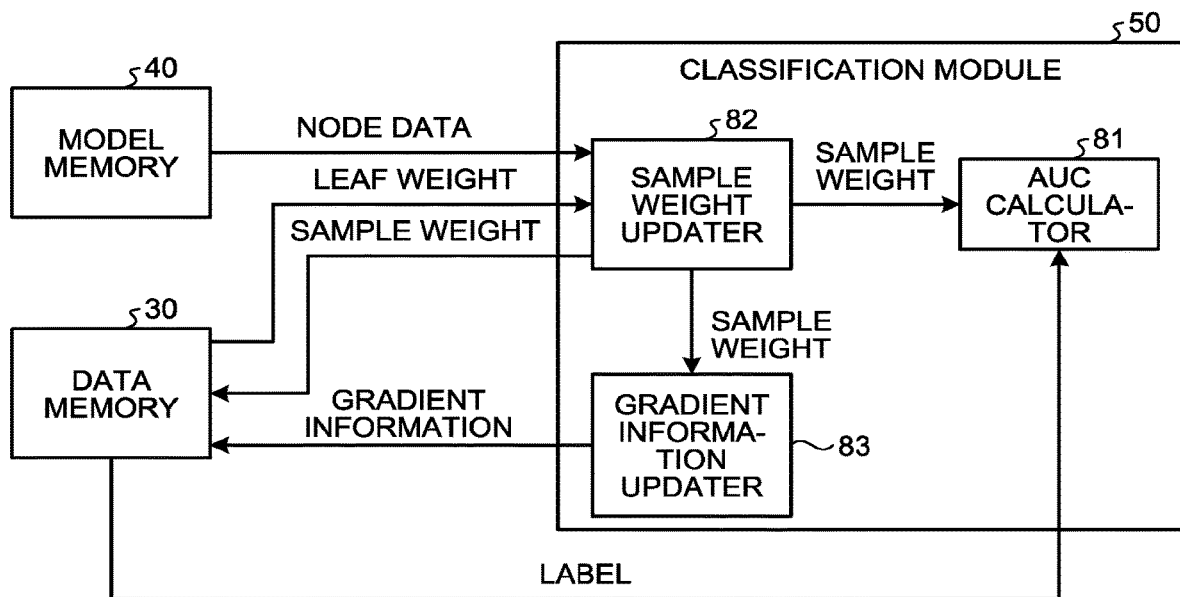 50
CLASSIFICATION MODULE
40
MODEL
MEMORY
NODE DATA
LEAF WEIGHT
SAMPLE WEIGHT
82
SAMPLE
WEIGHT
UPDATER
SAMPLE
WEIGHT
81
AUC
CALCULA-
TOR
30
DATA
MEMORY
SAMPLE
WEIGHT
GRADIENT
INFORMATION
GRADIENT
INFORMA-
TION
UPDATER
83
LABEL